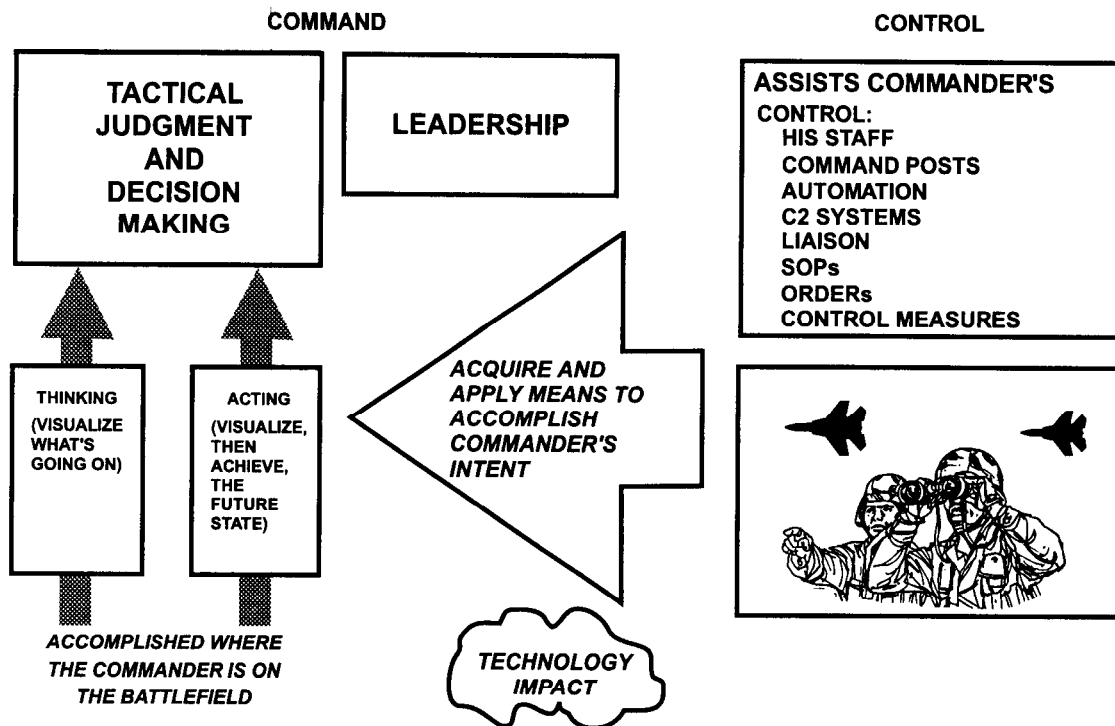 COMMAND
CONTROL
TACTICAL
JUDGMENT
AND
DECISION
MAKING
LEADERSHIP
ASSISTS COMMANDER'S
CONTROL:
HIS STAFF
COMMAND POSTS
AUTOMATION
C2 SYSTEMS
LIAISON
SOPs
ORDERs
CONTROL MEASURES
THINKING
(VISUALIZE
WHAT'S
GOING ON)
ACTING
(VISUALIZE,
THEN
ACHIEVE,
THE
FUTURE
STATE)
ACQUIRE AND
APPLY MEANS TO
ACCOMPLISH
COMMANDER'S
INTENT
ACCOMPLISHED WHERE
THE COMMANDER IS ON
THE BATTLEFIELD
TECHNOLOGY
IMPACT